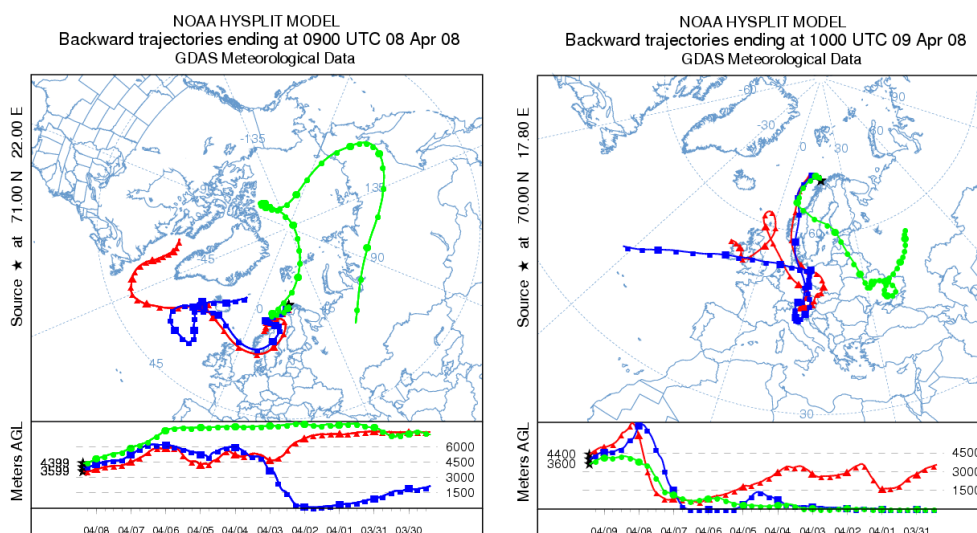 NOAA HYSPLIT MODEL
Backward trajectories ending at 0900 UTC 08 Apr 08
GDAS Meteorological Data
Source ★ at 71.00 N 22.00 E
-135
135
90
45
0
Meters AGL
6000
4500
3000
1500
4399
3599
04/08 04/07 04/06 04/05 04/04 04/03 04/02 04/01 03/31 03/30
NOAA HYSPLIT MODEL
Backward trajectories ending at 1000 UTC 09 Apr 08
GDAS Meteorological Data
Source ★ at 70.00 N 17.80 E
-60
-30
0
30
60
90
60
30
Meters AGL
4500
3000
1500
4400
3600
04/09 04/08 04/07 04/06 04/05 04/04 04/03 04/02 04/01 03/31